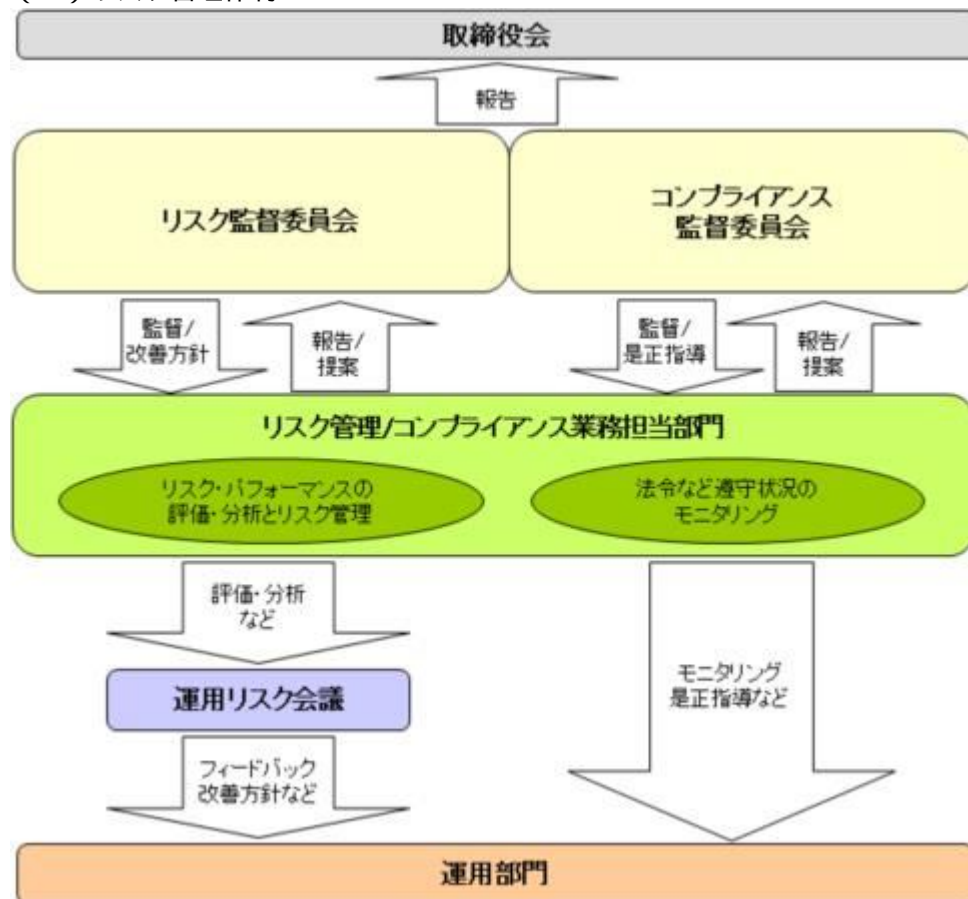 取締役会
報告
リスク監督委員会
コンプライアンス
監督委員会
監督/
改善方針
報告/
提案
監督/
是正指導
報告/
提案
リスク管理/コンプライアンス業務担当部門
リスク・パフォーマンスの
評価・分析とリスク管理
法令など遵守状況の
モニタリング
評価・分析
など
運用リスク会議
モニタリング
是正指導など
フィードバック
改善方針など
運用部門